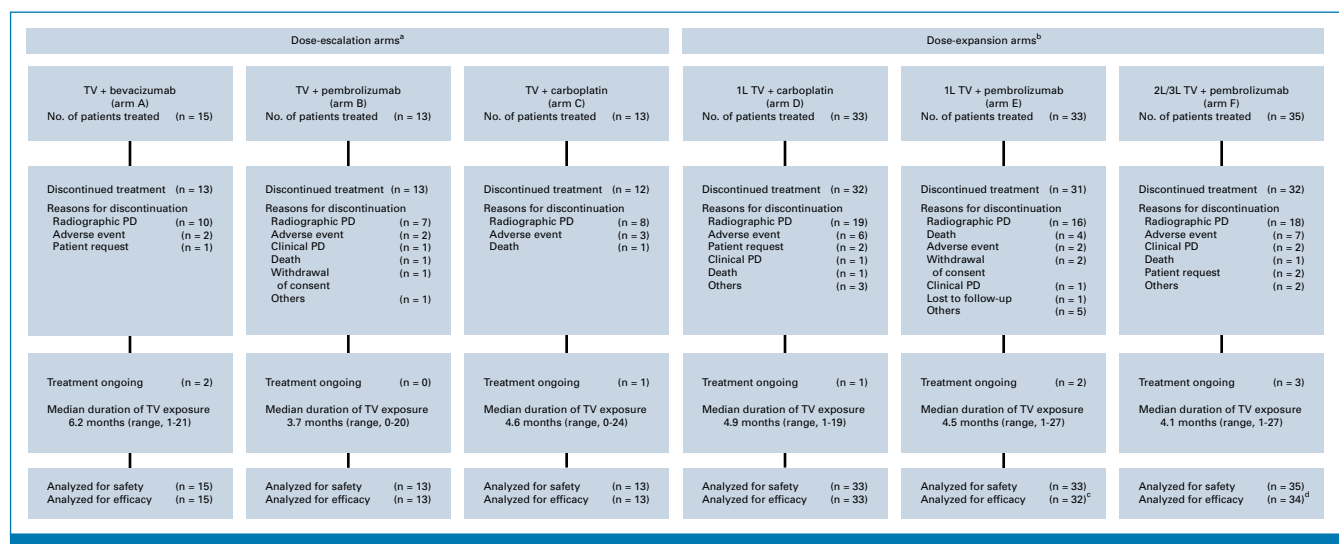 Dose-escalation arms^a
Dose-expansion arms^b
TV + bevacizumab
(arm A)
No. of patients treated (n = 15)
TV + pembrolizumab
(arm B)
No. of patients treated (n = 13)
TV + carboplatin
(arm C)
No. of patients treated (n = 13)
1L TV + carboplatin
(arm D)
No. of patients treated (n = 33)
1L TV + pembrolizumab
(arm E)
No. of patients treated (n = 33)
2L/3L TV + pembrolizumab
(arm F)
No. of patients treated (n = 35)
Discontinued treatment (n = 13)
Reasons for discontinuation
Radiographic PD (n = 10)
Adverse event (n = 2)
Patient request (n = 1)
Discontinued treatment (n = 13)
Reasons for discontinuation
Radiographic PD (n = 7)
Adverse event (n = 2)
Clinical PD (n = 1)
Death (n = 1)
Withdrawal (n = 1)
of consent
Others (n = 1)
Discontinued treatment (n = 12)
Reasons for discontinuation
Radiographic PD (n = 8)
Adverse event (n = 3)
Death (n = 1)
Discontinued treatment (n = 32)
Reasons for discontinuation
Radiographic PD (n = 19)
Adverse event (n = 6)
Patient request (n = 2)
Clinical PD (n = 1)
Death (n = 1)
Others (n = 3)
Discontinued treatment (n = 31)
Reasons for discontinuation
Radiographic PD (n = 16)
Death (n = 4)
Adverse event (n = 2)
Withdrawal (n = 2)
of consent
Clinical PD (n = 1)
Lost to follow-up (n = 1)
Others (n = 5)
Discontinued treatment (n = 32)
Reasons for discontinuation
Radiographic PD (n = 18)
Adverse event (n = 7)
Clinical PD (n = 2)
Death (n = 1)
Patient request (n = 2)
Others (n = 2)
Treatment ongoing (n = 2)
Median duration of TV exposure
6.2 months (range, 1-21)
Treatment ongoing (n = 0)
Median duration of TV exposure
3.7 months (range, 0-20)
Treatment ongoing (n = 1)
Median duration of TV exposure
4.6 months (range, 0-24)
Treatment ongoing (n = 1)
Median duration of TV exposure
4.9 months (range, 1-19)
Treatment ongoing (n = 2)
Median duration of TV exposure
4.5 months (range, 1-27)
Treatment ongoing (n = 3)
Median duration of TV exposure
4.1 months (range, 1-27)
Analyzed for safety (n = 15)
Analyzed for efficacy (n = 15)
Analyzed for safety (n = 13)
Analyzed for efficacy (n = 13)
Analyzed for safety (n = 13)
Analyzed for efficacy (n = 13)
Analyzed for safety (n = 33)
Analyzed for efficacy (n = 33)
Analyzed for safety (n = 33)
Analyzed for efficacy (n = 32)^c
Analyzed for safety (n = 35)
Analyzed for efficacy (n = 34)^d